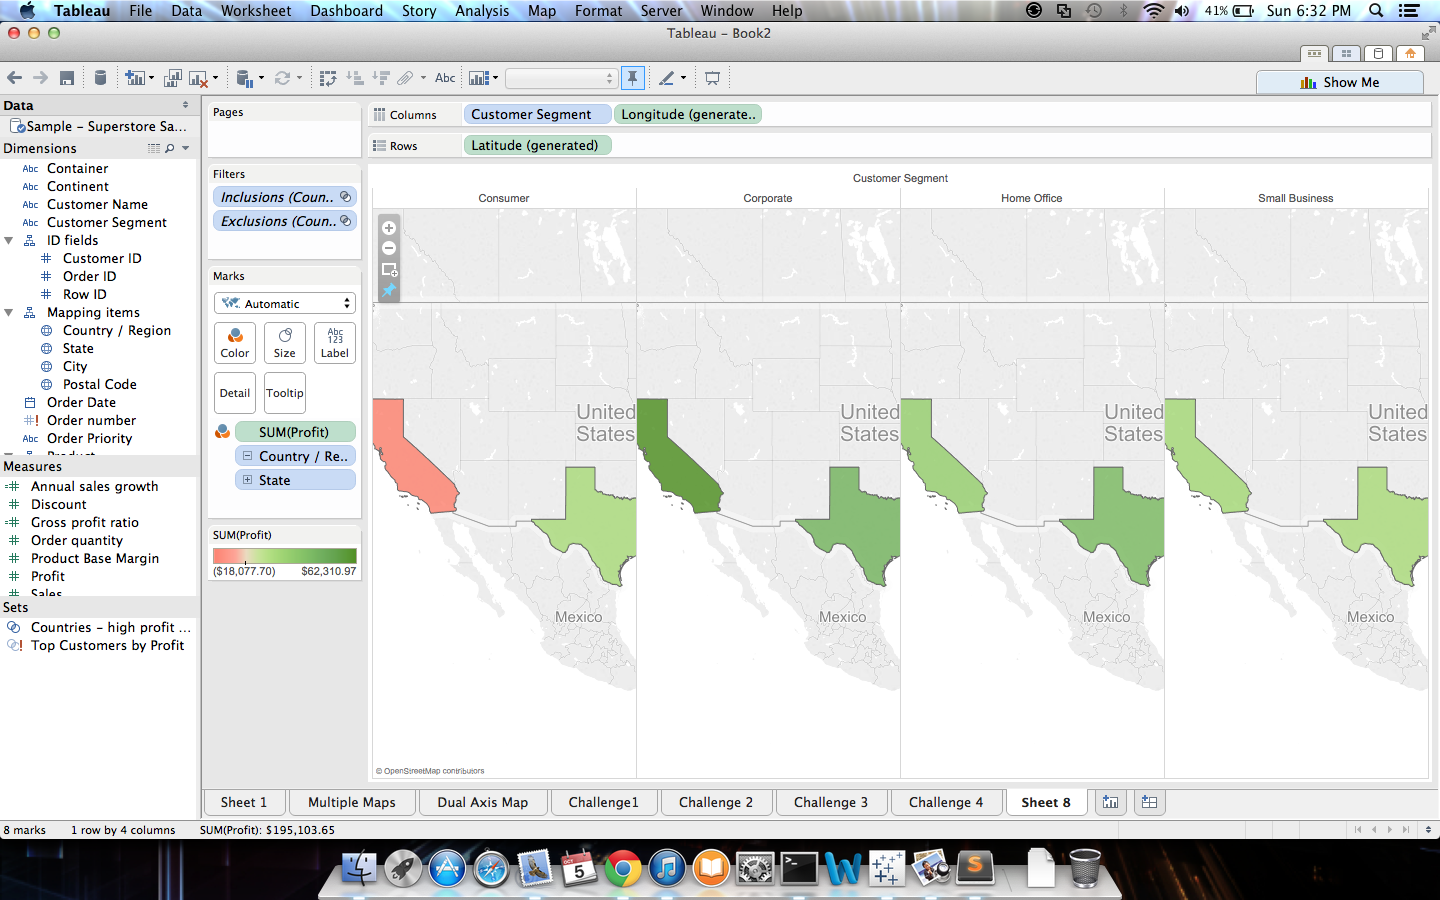 Tableau File Data Worksheet Dashboard Story Analysis Map Format Server Window Help 41% Sun 6:32 PM
Tableau - Book2
Abc
Show Me
Data
Sample - Superstore Sa...
Dimensions
Abc Container
Abc Continent
Abc Customer Name
Abc Customer Segment
ID fields
# Customer ID
# Order ID
# Row ID
Mapping items
Country / Region
State
City
Postal Code
Order Date
#! Order number
Abc Order Priority
Measures
=# Annual sales growth
# Discount
=# Gross profit ratio
# Order quantity
# Product Base Margin
# Profit
# Sales
Sets
Countries - high profit ...
Top Customers by Profit
Pages
Filters
Inclusions (Coun..
Exclusions (Coun..
Marks
Automatic
Color Size Abc 123 Label
Detail Tooltip
SUM(Profit)
Country / Re..
State
SUM(Profit)
($18,077.70) $62,310.97
Columns Customer Segment Longitude (generate..
Rows Latitude (generated)
Customer Segment
Consumer Corporate Home Office Small Business
United United United United
States States States States
Mexico Mexico Mexico Mexico
© OpenStreetMap contributors
Sheet 1 Multiple Maps Dual Axis Map Challenge1 Challenge 2 Challenge 3 Challenge 4 Sheet 8
8 marks 1 row by 4 columns SUM(Profit): $195,103.65
OCT
5